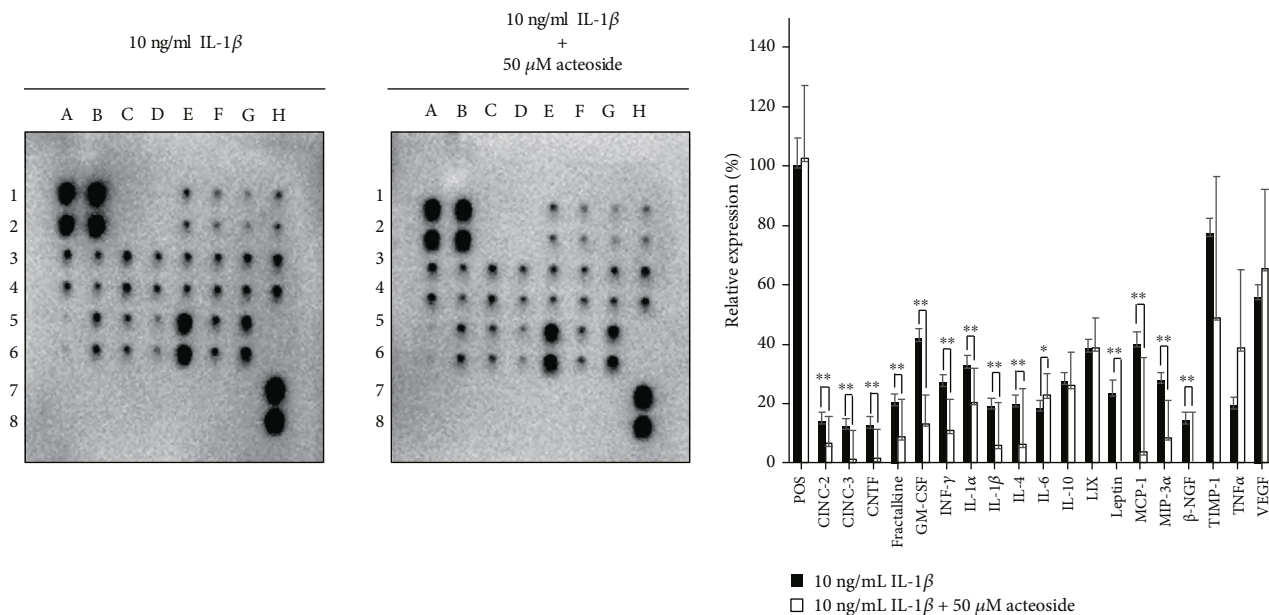 10 ng/ml IL-1β
A B C D E F G H
1
2
3
4
5
6
7
8
10 ng/ml IL-1β
+
50 μM acteoside
A B C D E F G H
1
2
3
4
5
6
7
8
Relative expression (%)
140
120
100
80
60
40
20
0
** ** ** ** ** ** ** ** ** * ** ** ** **
POS
CINC-2
CINC-3
CNTF
Fractalkine
GM-CSF
INF-γ
IL-1α
IL-1β
IL-4
IL-6
IL-10
LIX
Leptin
MCP-1
MIP-3α
β-NGF
TIMP-1
TNFα
VEGF
10 ng/mL IL-1β
10 ng/mL IL-1β + 50 μM acteoside